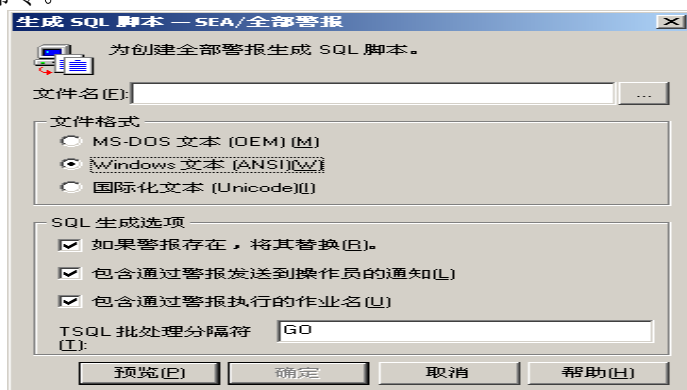 生成 SQL 脚本 — SEA/全部警报
为创建全部警报生成 SQL 脚本。
文件名(F):
...
文件格式
MS-DOS 文本 (OEM) (M)
Windows 文本 (ANSI)(W)
国际化文本 (Unicode)(I)
SQL 生成选项
如果警报存在，将其替换(R)。
包含通过警报发送到操作员的通知(L)
包含通过警报执行的作业名(U)
TSQL 批处理分隔符
(T):
GO
预览(P) 确定 取消 帮助(H)